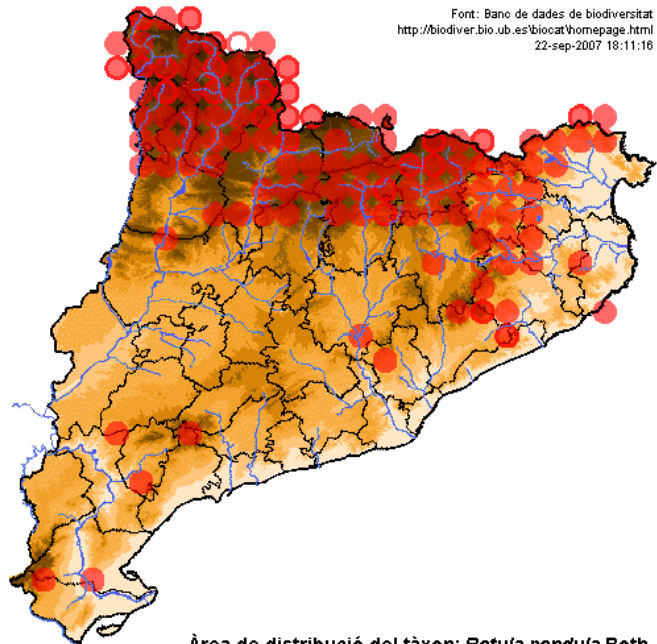 Font: Banc de dades de biodiversitat
http://biodiver.bio.ub.es\biocat\homepage.html
22-sep-2007 18:11:16
Àrea de distribució del tàxon: Betula pendula Roth